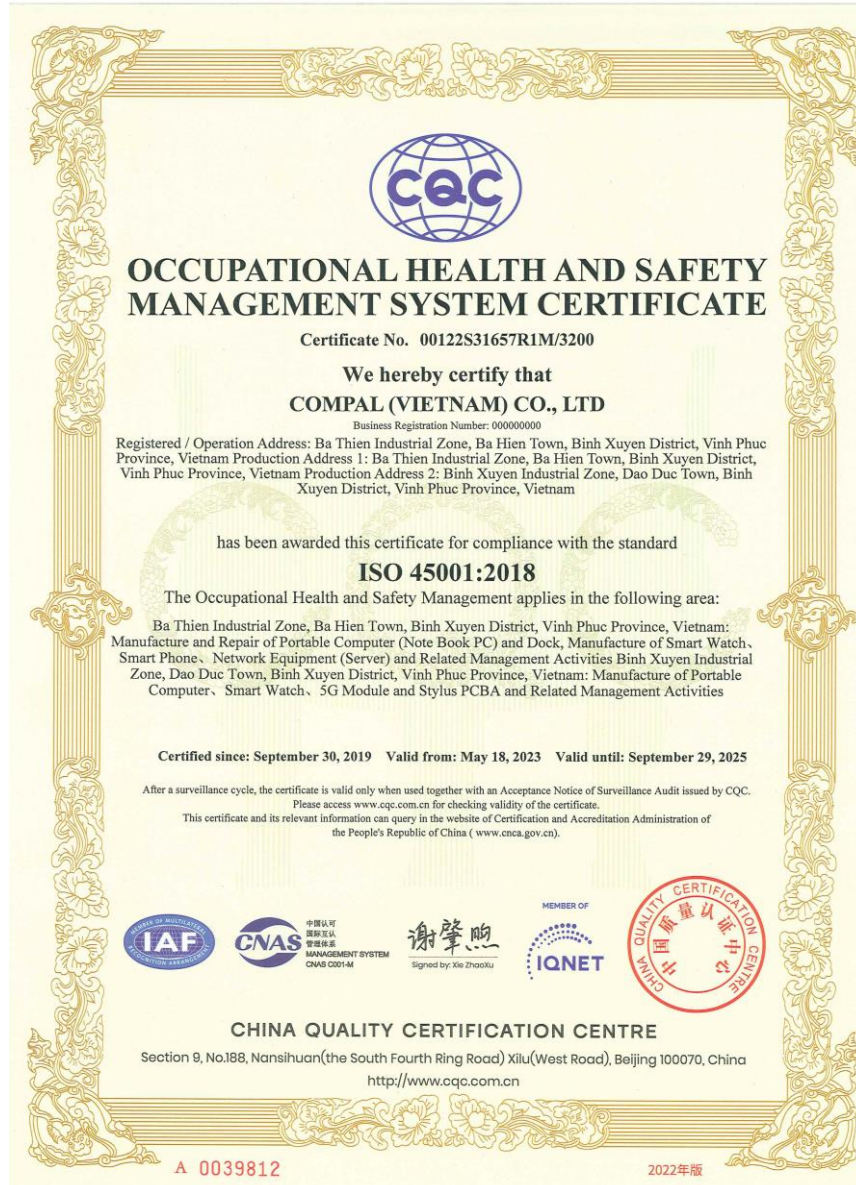 CQC
OCCUPATIONAL HEALTH AND SAFETY
MANAGEMENT SYSTEM CERTIFICATE
Certificate No. 00122S31657R1M/3200
We hereby certify that
COMPAL (VIETNAM) CO., LTD
Business Registration Number: 000000000
Registered / Operation Address: Ba Thien Industrial Zone, Ba Hien Town, Binh Xuyen District, Vinh Phuc
Province, Vietnam Production Address 1: Ba Thien Industrial Zone, Ba Hien Town, Binh Xuyen District,
Vinh Phuc Province, Vietnam Production Address 2: Binh Xuyen Industrial Zone, Dao Duc Town, Binh
Xuyen District, Vinh Phuc Province, Vietnam
has been awarded this certificate for compliance with the standard
ISO 45001:2018
The Occupational Health and Safety Management applies in the following area:
Ba Thien Industrial Zone, Ba Hien Town, Binh Xuyen District, Vinh Phuc Province, Vietnam:
Manufacture and Repair of Portable Computer (Note Book PC) and Dock, Manufacture of Smart Watch、
Smart Phone、Network Equipment (Server) and Related Management Activities Binh Xuyen Industrial
Zone, Dao Duc Town, Binh Xuyen District, Vinh Phuc Province, Vietnam: Manufacture of Portable
Computer、Smart Watch、5G Module and Stylus PCBA and Related Management Activities
Certified since: September 30, 2019 Valid from: May 18, 2023 Valid until: September 29, 2025
After a surveillance cycle, the certificate is valid only when used together with an Acceptance Notice of Surveillance Audit issued by CQC.
Please access www.cqc.com.cn for checking validity of the certificate.
This certificate and its relevant information can query in the website of Certification and Accreditation Administration of
the People's Republic of China ( www.cnca.gov.cn).
MEMBER OF MULTILATERAL
IAF
RECOGNITION ARRANGEMENT
CNAS
中国认可
国际互认
管理体系
MANAGEMENT SYSTEM
CNAS C001-M
谢肇煦
Signed by: Xie ZhaoXu
MEMBER OF
IQNET
CHINA QUALITY CERTIFICATION CENTRE
中国质量认证中心
CHINA QUALITY CERTIFICATION CENTRE
Section 9, No.188, Nansihuan(the South Fourth Ring Road) Xilu(West Road), Beijing 100070, China
http://www.cqc.com.cn
A 0039812
2022年版